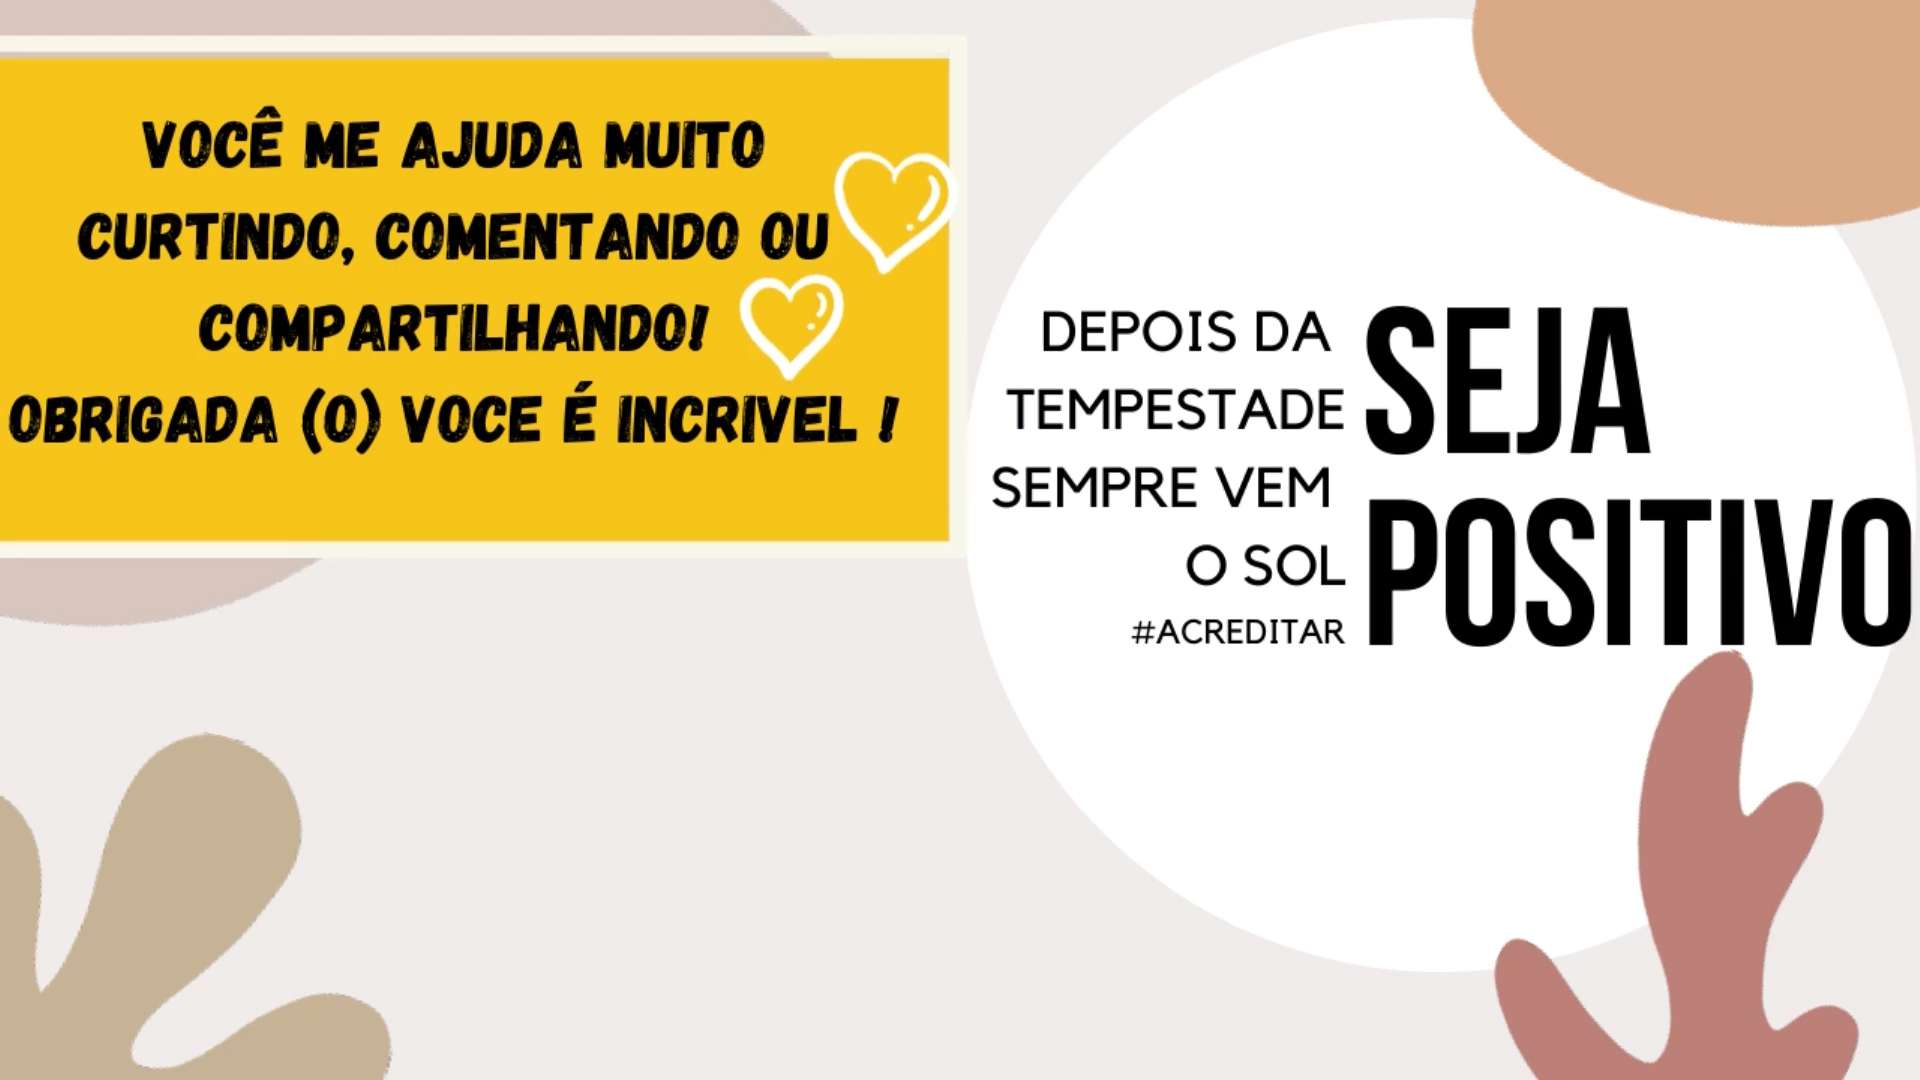 VOCÊ ME AJUDA MUITO
CURTINDO, COMENTANDO OU
COMPARTILHANDO!
OBRIGADA (O) VOCE É INCRIVEL !
DEPOIS DA
TEMPESTADE
SEMPRE VEM
O SOL
#ACREDITAR
SEJA
POSITIVO